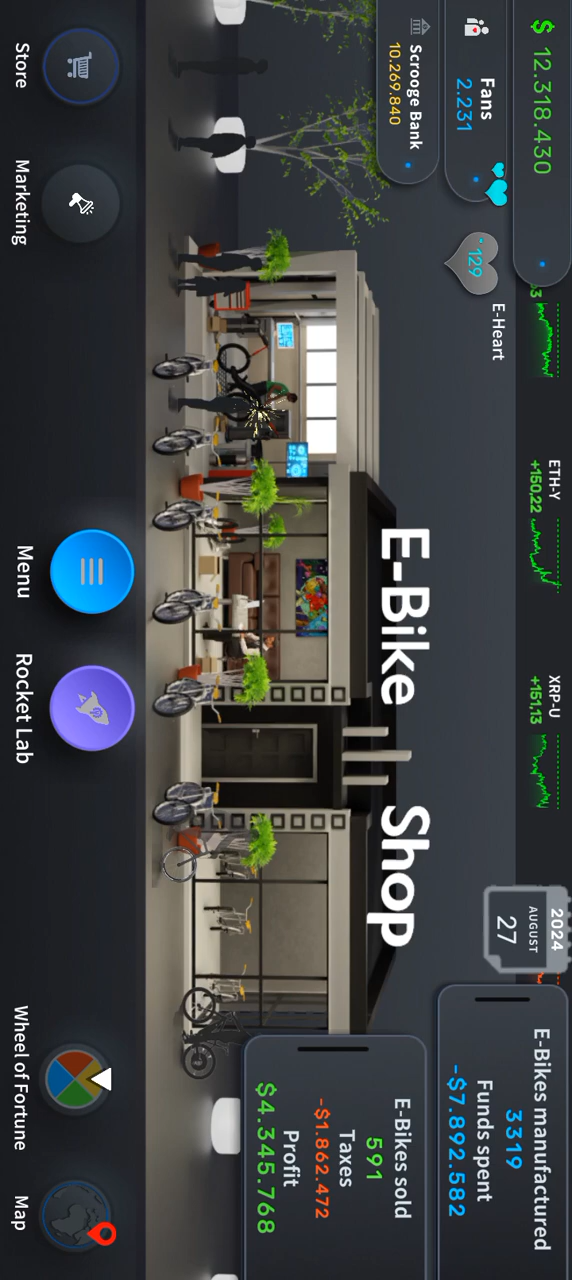 $ 12.318.430
Fans
2.231
Scrooge Bank
10.269.840
129
E-Heart
3
ETH-Y
+150,22
XRP-U
+151,13
2024
AUGUST
27
E-Bikes manufactured
3319
Funds spent
-$7.892.582
E-Bikes sold
591
Taxes
-$1.862.472
Profit
$4.345.768
E-Bike Shop
Store
Marketing
Menu
Rocket Lab
Wheel of Fortune
Map